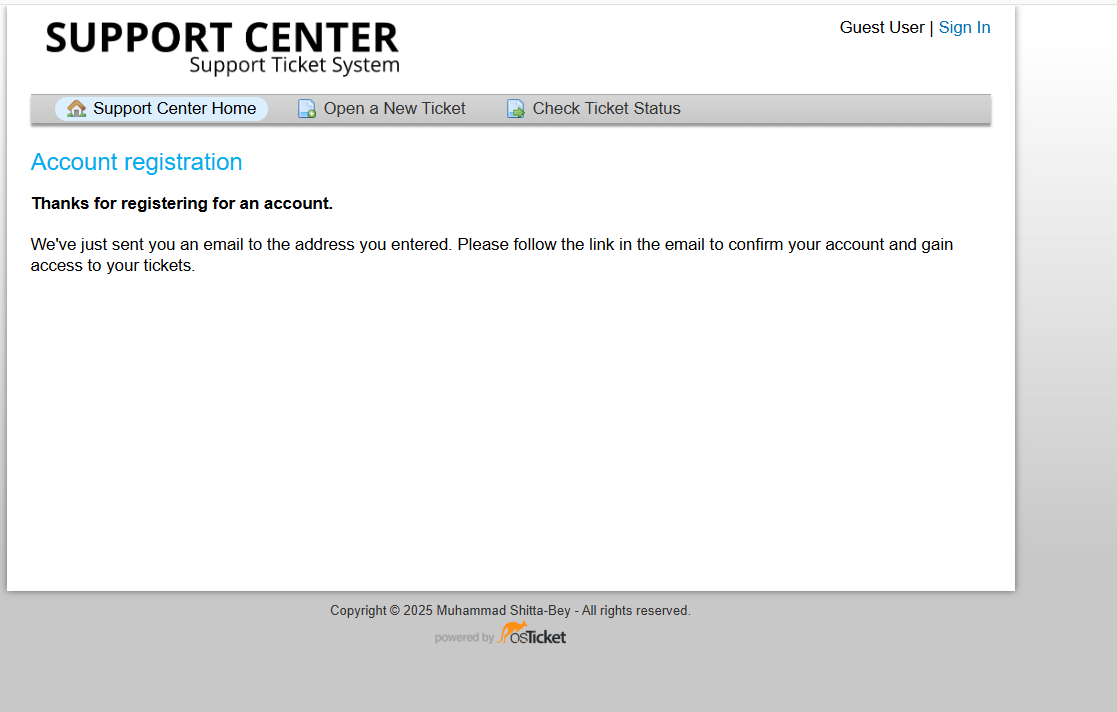 SUPPORT CENTER
Support Ticket System
Guest User | Sign In
Support Center Home
Open a New Ticket
Check Ticket Status
Account registration
Thanks for registering for an account.
We've just sent you an email to the address you entered. Please follow the link in the email to confirm your account and gain
access to your tickets.
Copyright © 2025 Muhammad Shitta-Bey - All rights reserved.
powered by osTicket